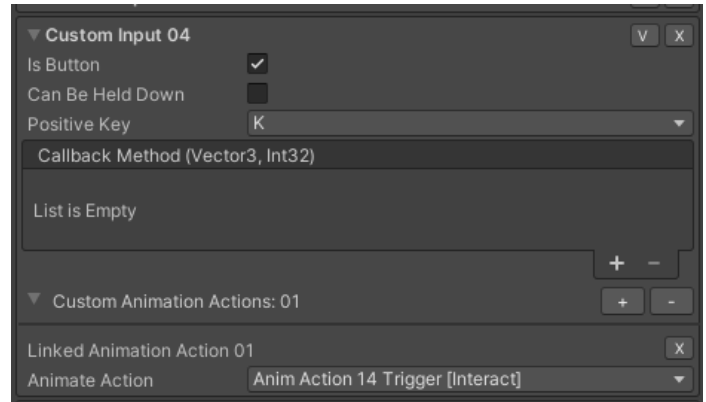 Custom Input 04
V X
Is Button
Can Be Held Down
Positive Key K
Callback Method (Vector3, Int32)
List is Empty
+ -
Custom Animation Actions: 01
+ -
Linked Animation Action 01
X
Animate Action Anim Action 14 Trigger [Interact]